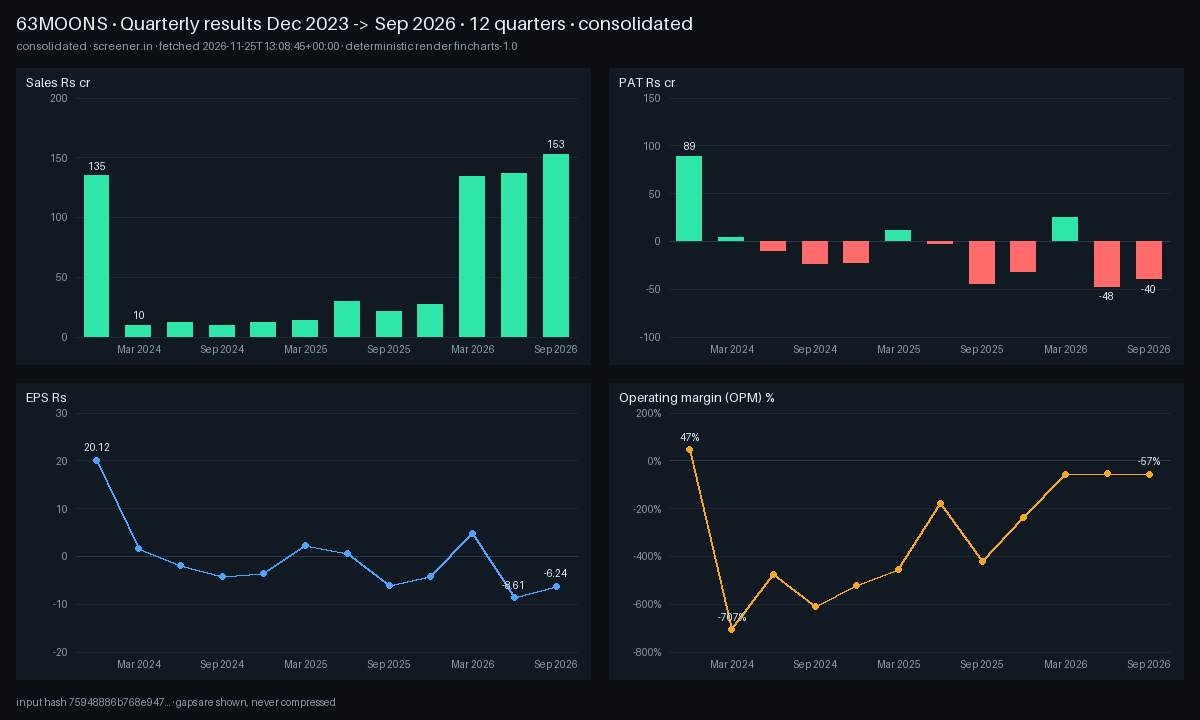 63MOONS · Quarterly results Dec 2023 -> Sep 2026 · 12 quarters · consolidated
consolidated · screener.in · fetched 2026-11-25T13:08:45+00:00 · deterministic render fincharts-1.0
Sales Rs cr
200
150
100
50
0
135
10
153
Mar 2024
Sep 2024
Mar 2025
Sep 2025
Mar 2026
Sep 2026
PAT Rs cr
150
100
50
0
-50
-100
89
-48
-40
Mar 2024
Sep 2024
Mar 2025
Sep 2025
Mar 2026
Sep 2026
EPS Rs
30
20
10
0
-10
-20
20.12
-8.61
-6.24
Mar 2024
Sep 2024
Mar 2025
Sep 2025
Mar 2026
Sep 2026
Operating margin (OPM) %
200%
0%
-200%
-400%
-600%
-800%
47%
-707%
-57%
Mar 2024
Sep 2024
Mar 2025
Sep 2025
Mar 2026
Sep 2026
input hash 75948886b768e947… · gaps are shown, never compressed